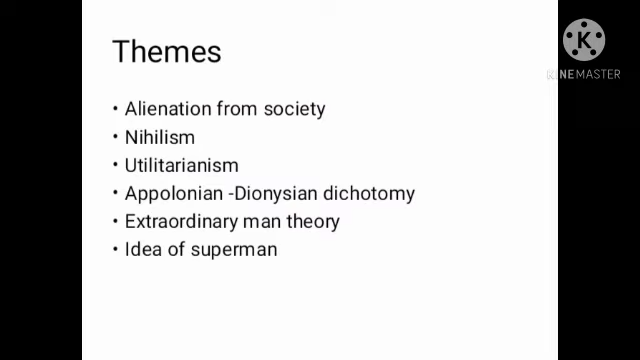 Themes
• Alienation from society
• Nihilism
• Utilitarianism
• Appolonian -Dionysian dichotomy
• Extraordinary man theory
• Idea of superman
K
KINEMASTER